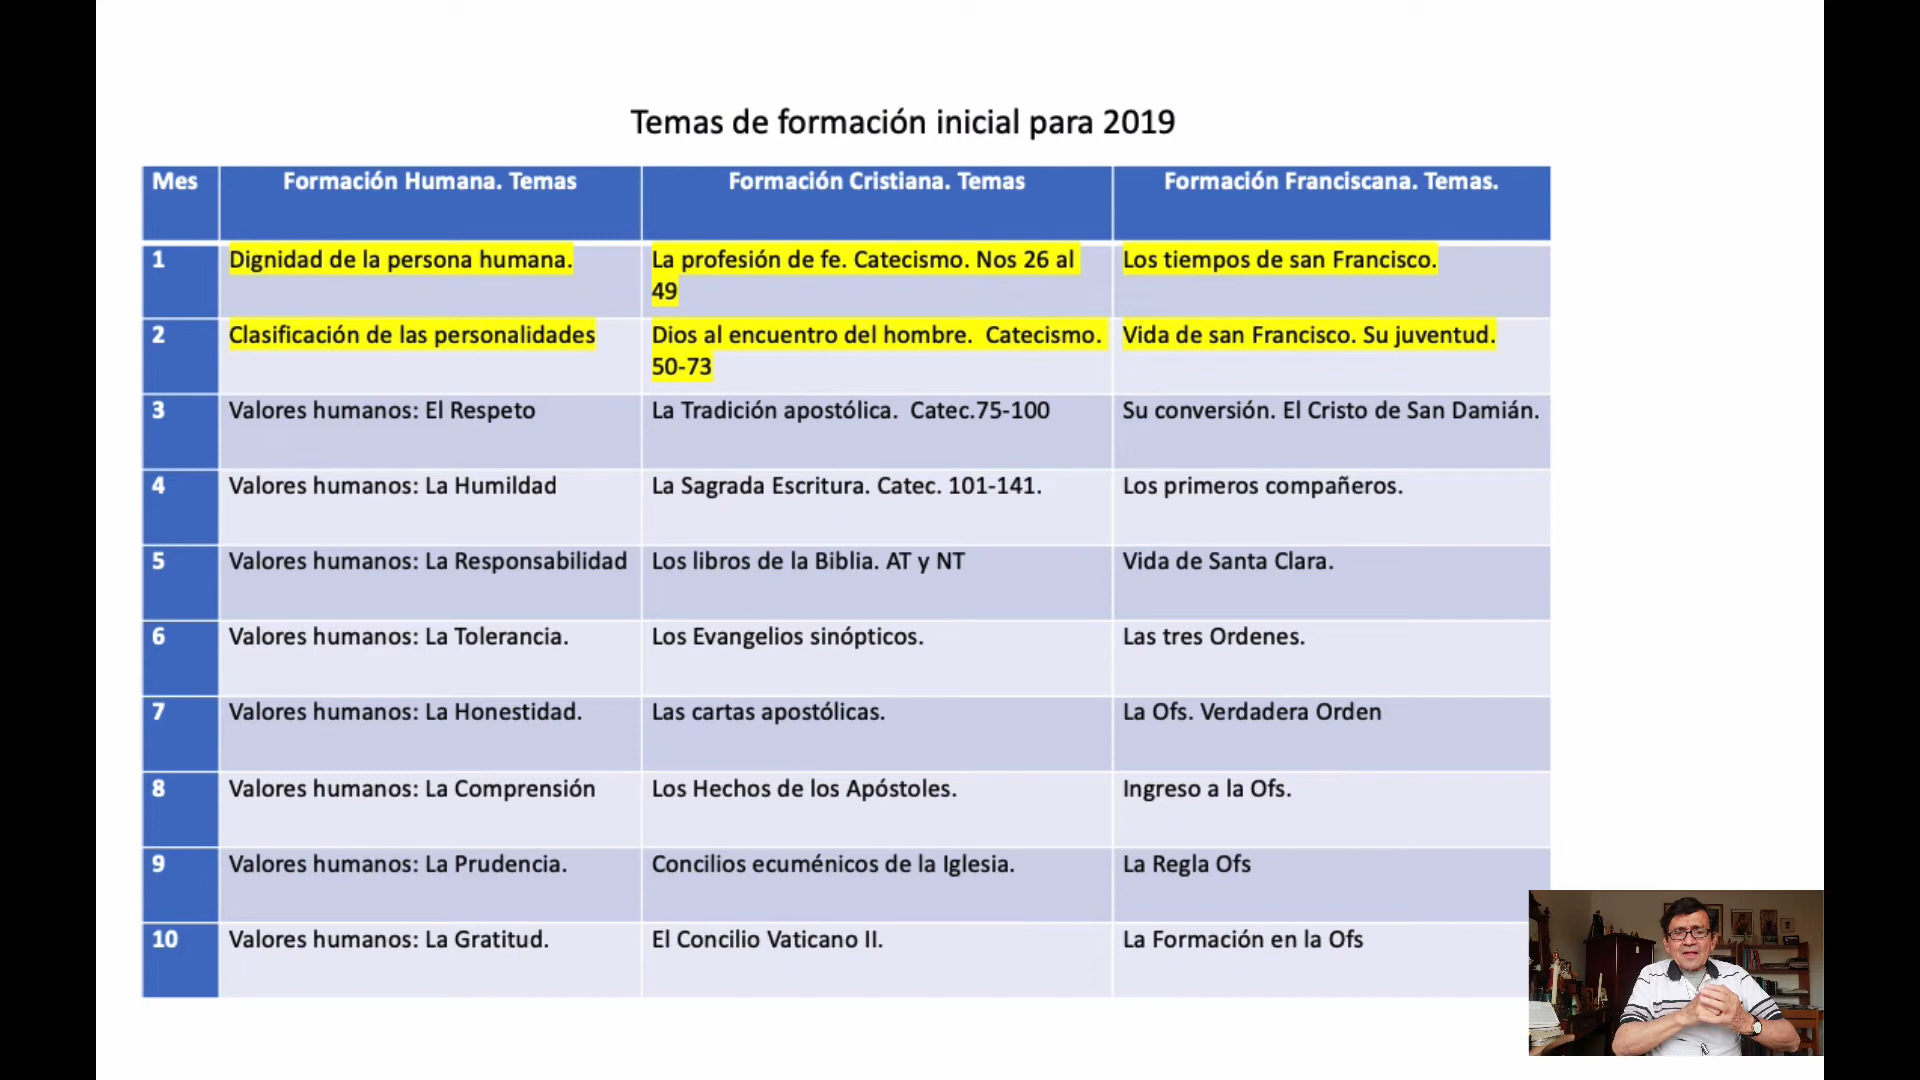 Temas de formación inicial para 2019
Mes Formación Humana. Temas Formación Cristiana. Temas Formación Franciscana. Temas.
1 Dignidad de la persona humana. La profesión de fe. Catecismo. Nos 26 al Los tiempos de san Francisco.
49
2 Clasificación de las personalidades Dios al encuentro del hombre. Catecismo. Vida de san Francisco. Su juventud.
50-73
3 Valores humanos: El Respeto La Tradición apostólica. Catec.75-100 Su conversión. El Cristo de San Damián.
4 Valores humanos: La Humildad La Sagrada Escritura. Catec. 101-141. Los primeros compañeros.
5 Valores humanos: La Responsabilidad Los libros de la Biblia. AT y NT Vida de Santa Clara.
6 Valores humanos: La Tolerancia. Los Evangelios sinópticos. Las tres Ordenes.
7 Valores humanos: La Honestidad. Las cartas apostólicas. La Ofs. Verdadera Orden
8 Valores humanos: La Comprensión Los Hechos de los Apóstoles. Ingreso a la Ofs.
9 Valores humanos: La Prudencia. Concilios ecuménicos de la Iglesia. La Regla Ofs
10 Valores humanos: La Gratitud. El Concilio Vaticano II. La Formación en la Ofs